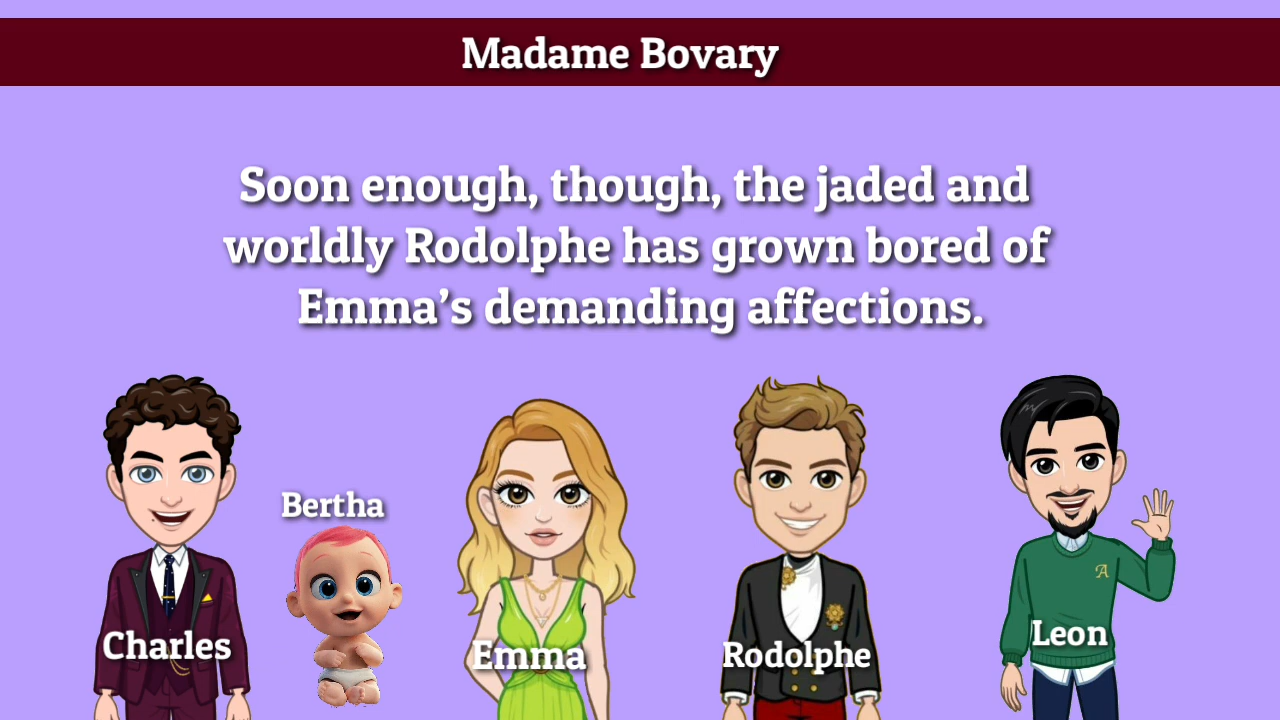 Madame Bovary
Soon enough, though, the jaded and
worldly Rodolphe has grown bored of
Emma’s demanding affections.
Bertha
Charles
Emma
Rodolphe
Leon
A